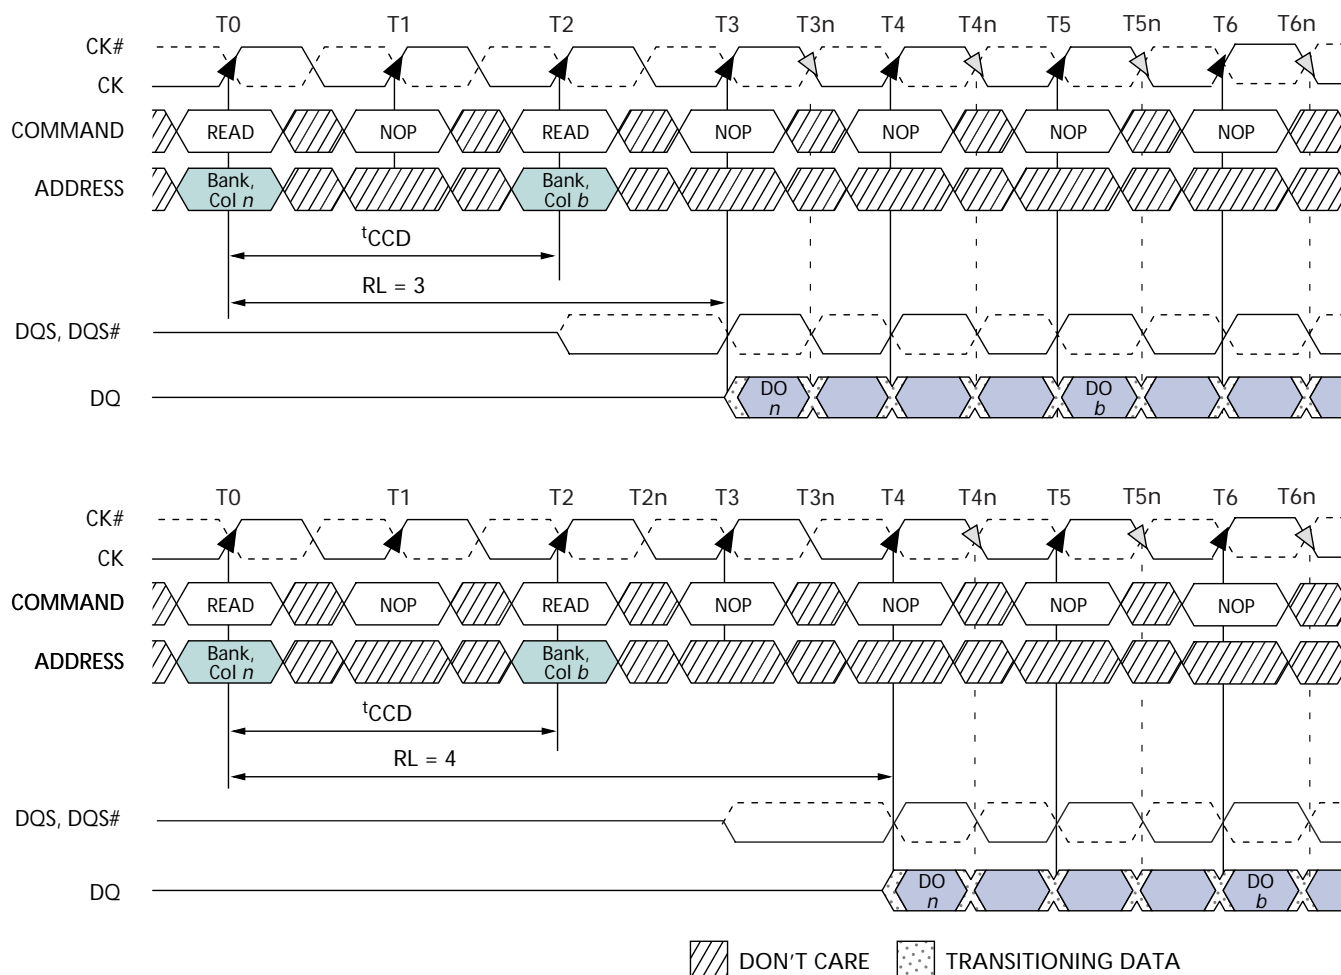 T0 T1 T2 T3 T3n T4 T4n T5 T5n T6 T6n
CK#
CK
COMMAND READ NOP READ NOP NOP NOP NOP
ADDRESS Bank, Col n Bank, Col b
tCCD
RL = 3
DQS, DQS#
DQ DO n DO b
T0 T1 T2 T2n T3 T3n T4 T4n T5 T5n T6 T6n
CK#
CK
COMMAND READ NOP READ NOP NOP NOP NOP
ADDRESS Bank, Col n Bank, Col b
tCCD
RL = 4
DQS, DQS#
DQ DO n DO b
DON'T CARE TRANSITIONING DATA